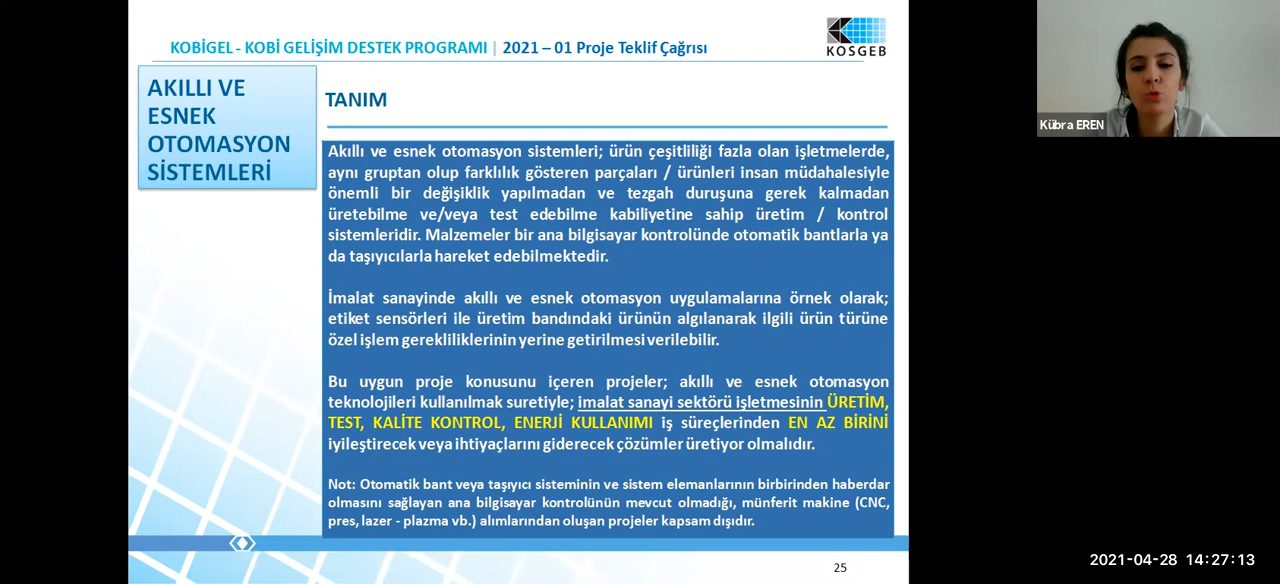 KOBİGEL - KOBİ GELİŞİM DESTEK PROGRAMI | 2021 – 01 Proje Teklif Çağrısı
KOSGEB
AKILLI VE
ESNEK
OTOMASYON
SİSTEMLERİ
TANIM
Akıllı ve esnek otomasyon sistemleri; ürün çeşitliliği fazla olan işletmelerde,
aynı gruptan olup farklılık gösteren parçaları / ürünleri insan müdahalesiyle
önemli bir değişiklik yapılmadan ve tezgah duruşuna gerek kalmadan
üretebilme ve/veya test edebilme kabiliyetine sahip üretim / kontrol
sistemleridir. Malzemeler bir ana bilgisayar kontrolünde otomatik bantlarla ya
da taşıyıcılarla hareket edebilmektedir.
İmalat sanayinde akıllı ve esnek otomasyon uygulamalarına örnek olarak;
etiket sensörleri ile üretim bandındaki ürünün algılanarak ilgili ürün türüne
özel işlem gerekliliklerinin yerine getirilmesi verilebilir.
Bu uygun proje konusunu içeren projeler; akıllı ve esnek otomasyon
teknolojileri kullanılmak suretiyle; imalat sanayi sektörü işletmesinin ÜRETİM,
TEST, KALİTE KONTROL, ENERJİ KULLANIMI iş süreçlerinden EN AZ BİRİNİ
iyileştirecek veya ihtiyaçlarını giderecek çözümler üretiyor olmalıdır.
Not: Otomatik bant veya taşıyıcı sisteminin ve sistem elemanlarının birbirinden haberdar
olmasını sağlayan ana bilgisayar kontrolünün mevcut olmadığı, münferit makine (CNC,
pres, lazer - plazma vb.) alımlarından oluşan projeler kapsam dışıdır.
25
Kübra EREN
2021-04-28 14:27:13